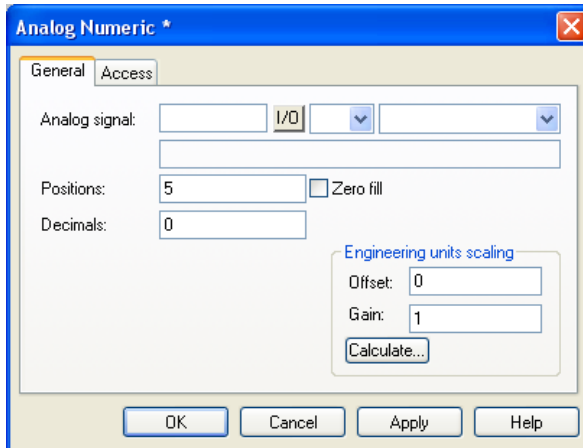 Analog Numeric *
General Access
Analog signal: I/O
Positions: 5 Zero fill
Decimals: 0
Engineering units scaling
Offset: 0
Gain: 1
Calculate...
OK Cancel Apply Help